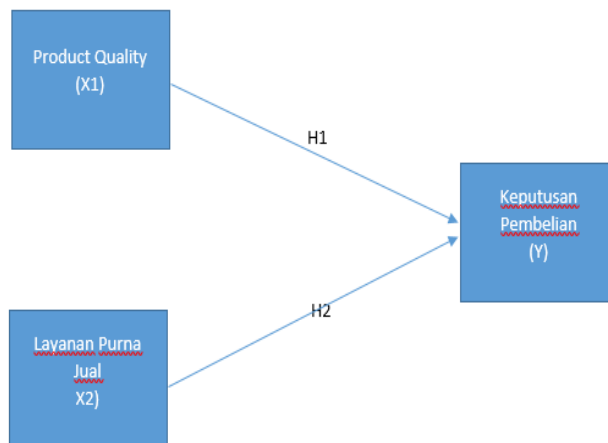 Product Quality
(X1)
H1
Keputusan
Pembelian
(Y)
H2
Layanan Purna
Jual
X2)